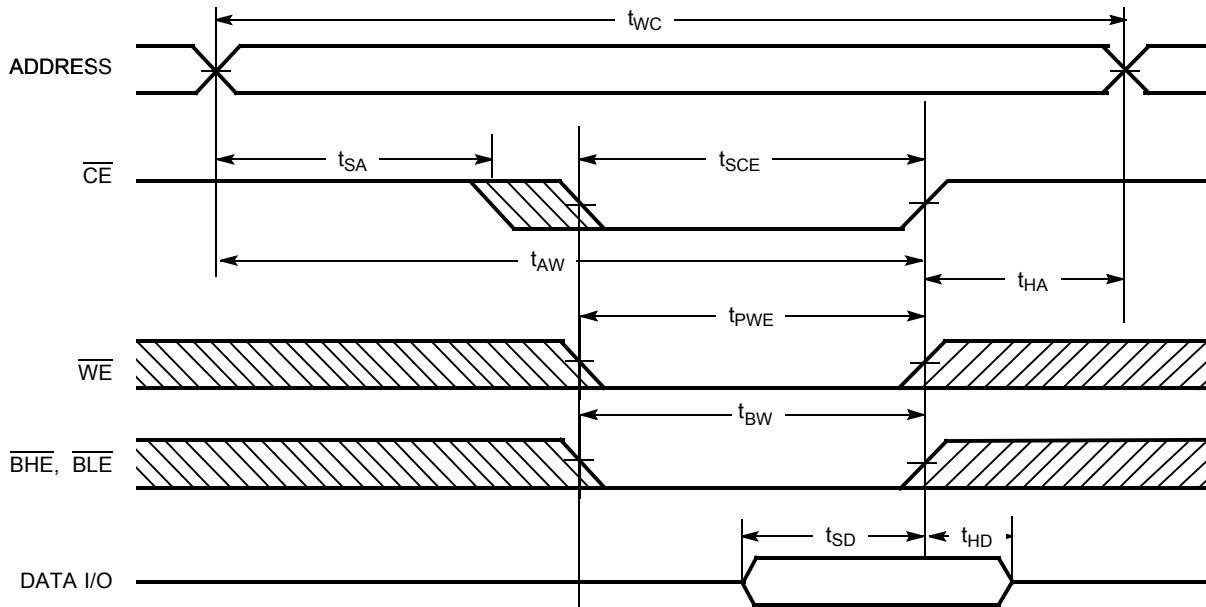 tWC
ADDRESS
tSA
tSCE
CE
tAW
tHA
tPWE
WE
tBW
BHE, BLE
tSD
tHD
DATA I/O